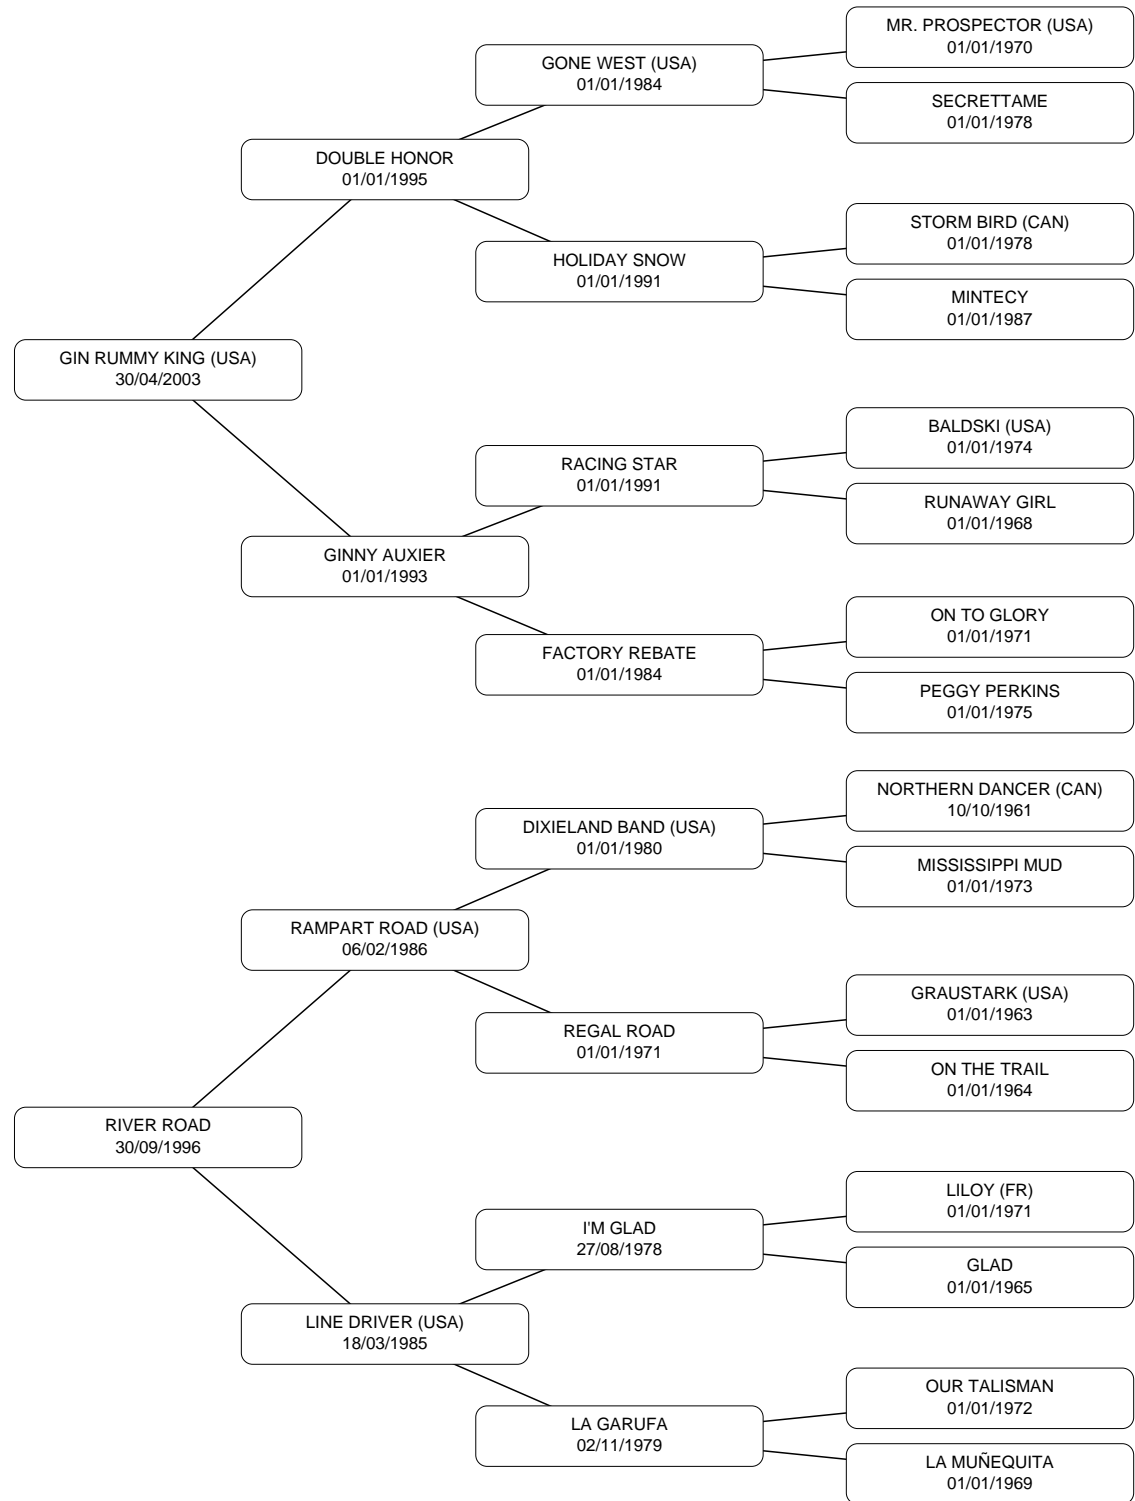 MR. PROSPECTOR (USA)
01/01/1970
GONE WEST (USA)
01/01/1984
SECRETTAME
01/01/1978
DOUBLE HONOR
01/01/1995
STORM BIRD (CAN)
01/01/1978
HOLIDAY SNOW
01/01/1991
MINTECY
01/01/1987
GIN RUMMY KING (USA)
30/04/2003
BALDSKI (USA)
01/01/1974
RACING STAR
01/01/1991
RUNAWAY GIRL
01/01/1968
GINNY AUXIER
01/01/1993
ON TO GLORY
01/01/1971
FACTORY REBATE
01/01/1984
PEGGY PERKINS
01/01/1975
NORTHERN DANCER (CAN)
10/10/1961
DIXIELAND BAND (USA)
01/01/1980
MISSISSIPPI MUD
01/01/1973
RAMPART ROAD (USA)
06/02/1986
GRAUSTARK (USA)
01/01/1963
REGAL ROAD
01/01/1971
ON THE TRAIL
01/01/1964
RIVER ROAD
30/09/1996
LILOY (FR)
01/01/1971
I'M GLAD
27/08/1978
GLAD
01/01/1965
LINE DRIVER (USA)
18/03/1985
OUR TALISMAN
01/01/1972
LA GARUFA
02/11/1979
LA MUÑEQUITA
01/01/1969